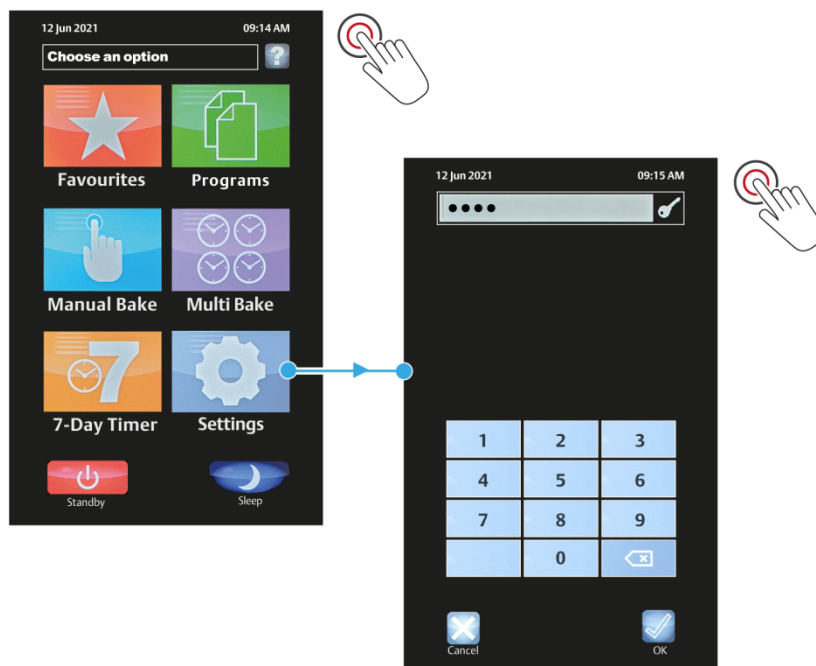 12 Jun 2021 09:14 AM
Choose an option ?
Favourites Programs
Manual Bake Multi Bake
7
7-Day Timer Settings
Standby Sleep
12 Jun 2021 09:15 AM
••••
1 2 3
4 5 6
7 8 9
0
Cancel OK